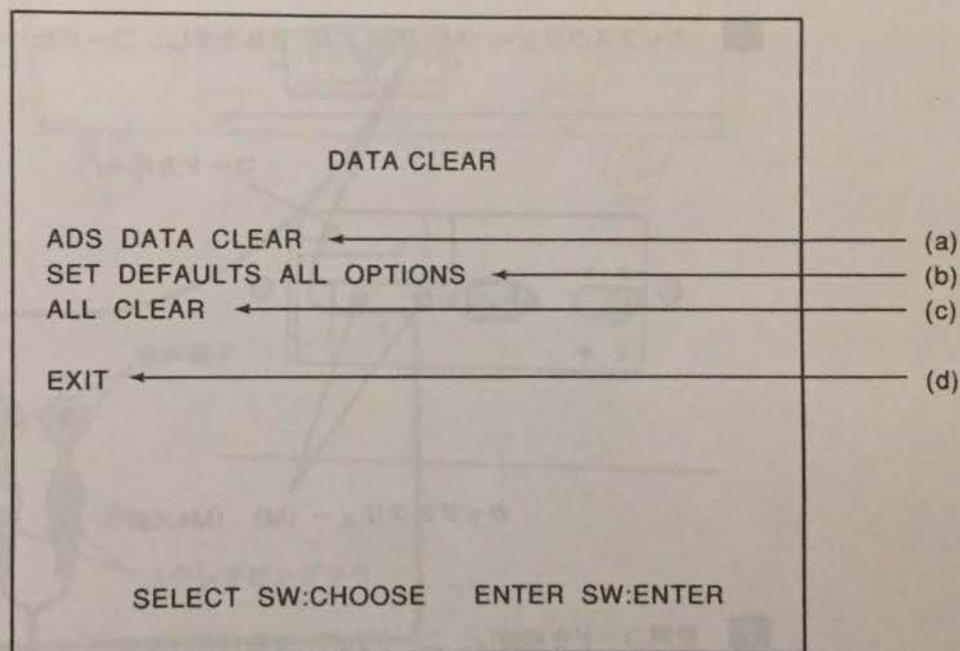 DATA CLEAR
ADS DATA CLEAR (a)
SET DEFAULTS ALL OPTIONS (b)
ALL CLEAR (c)
EXIT (d)
SELECT SW:CHOOSE ENTER SW:ENTER